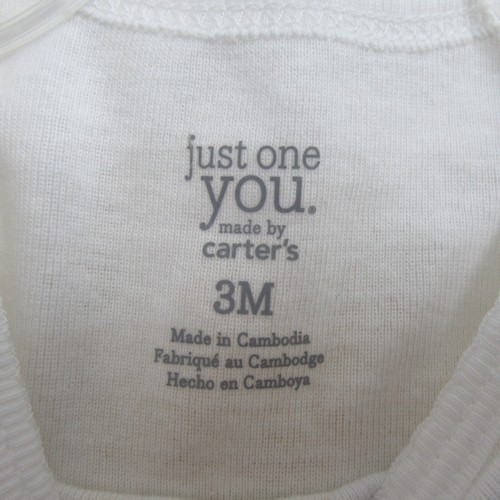 just one
you.
made by
carter's
3M
Made in Cambodia
Fabriqué au Cambodge
Hecho en Camboya